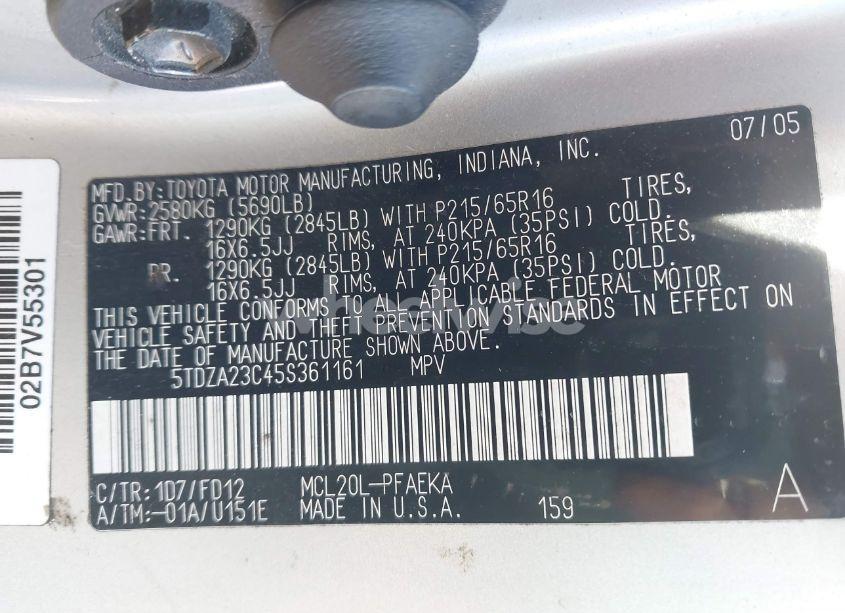 07/05
MFD.BY:TOYOTA MOTOR MANUFACTURING, INDIANA, INC.
GVWR:2580KG (5690LB)
GAWR:FRT. 1290KG (2845LB) WITH P215/65R16 TIRES,
16X6.5JJ RIMS, AT 240KPA (35PSI) COLD.
RR. 1290KG (2845LB) WITH P215/65R16 TIRES,
16X6.5JJ RIMS, AT 240KPA (35PSI) COLD.
THIS VEHICLE CONFORMS TO ALL APPLICABLE FEDERAL MOTOR
VEHICLE SAFETY AND THEFT PREVENTION STANDARDS IN EFFECT ON
THE DATE OF MANUFACTURE SHOWN ABOVE.
5TDZA23C45S361161 MPV
C/TR:1D7/FD12 MCL20L-PFAEKA
A/TM:-01A/U151E MADE IN U.S.A. 159 A
02B7V55301